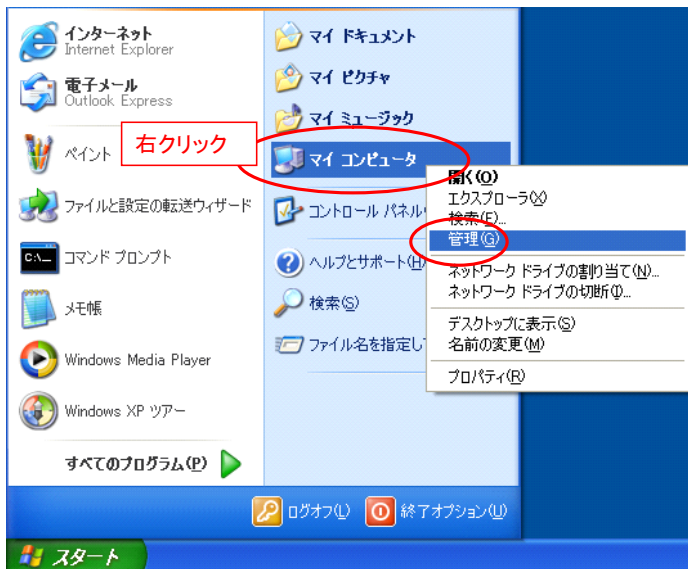 インターネット
Internet Explorer
電子メール
Outlook Express
ペイント
ファイルと設定の転送ウィザード
C:\_
コマンド プロンプト
メモ帳
Windows Media Player
Windows XP ツアー
すべてのプログラム(P)
マイ ドキュメント
マイ ピクチャ
マイ ミュージック
右クリック
マイ コンピュータ
コントロール パネル
ヘルプとサポート(H)
検索(S)
ファイル名を指定し
開く(O)
エクスプローラ(X)
検索(E)...
管理(G)
ネットワーク ドライブの割り当て(N)...
ネットワーク ドライブの切断(I)...
デスクトップに表示(S)
名前の変更(M)
プロパティ(R)
ログオフ(L)
終了オプション(U)
スタート